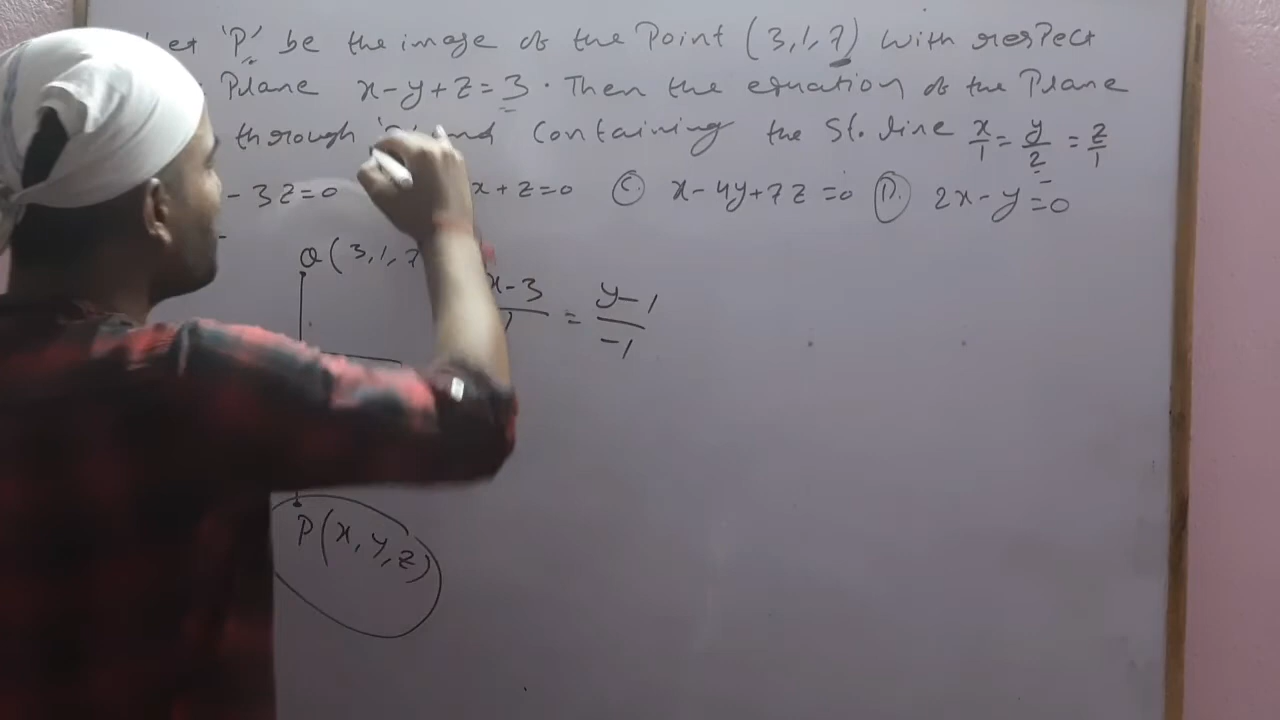 'P' be the image of the Point (3,1,7) with respect
Plane x-y+z=3. Then the equation of the Plane
through and Containing the St. line x/1 = y/2 = z/1
- 3z=0 x+z=0 C. x-4y+7z=0 D. 2x-y=0
Q(3,1,7 x-3 = y-1/-1
P(x,y,z)